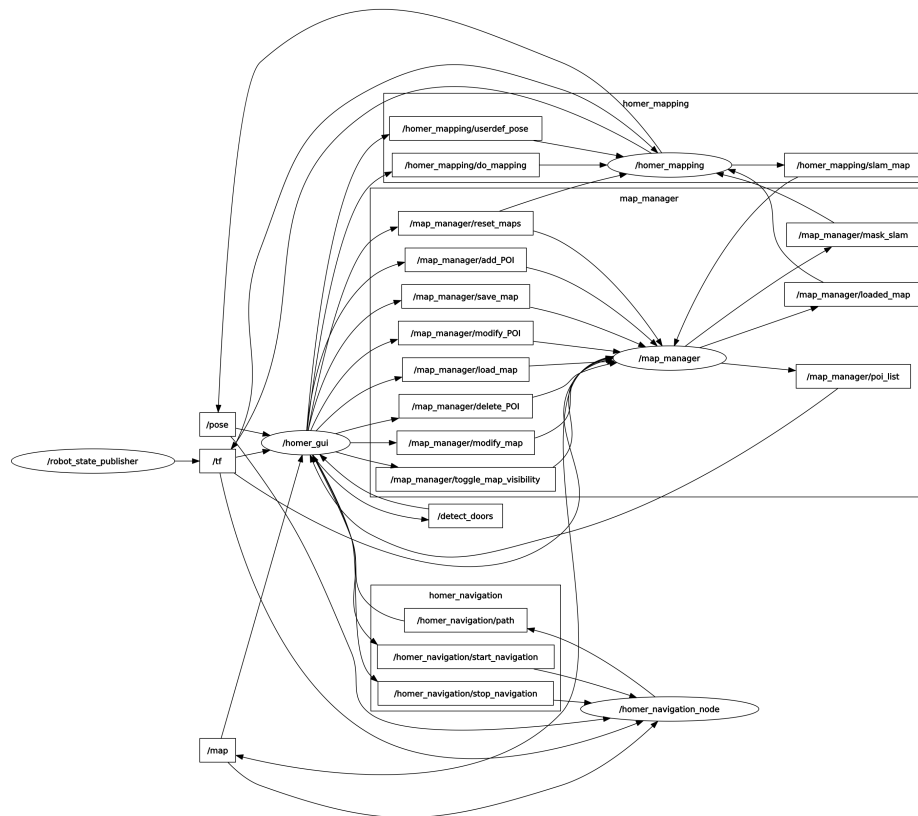 homer_mapping
/homer_mapping/userdef_pose
/homer_mapping/do_mapping
/homer_mapping
/homer_mapping/slam_map
map_manager
/map_manager/reset_maps
/map_manager/mask_slam
/map_manager/add_POI
/map_manager/save_map
/map_manager/loaded_map
/map_manager/modify_POI
/map_manager
/map_manager/load_map
/map_manager/poi_list
/map_manager/delete_POI
/pose
/homer_gui
/map_manager/modify_map
/robot_state_publisher
/tf
/map_manager/toggle_map_visibility
/detect_doors
homer_navigation
/homer_navigation/path
/homer_navigation/start_navigation
/homer_navigation/stop_navigation
/homer_navigation_node
/map